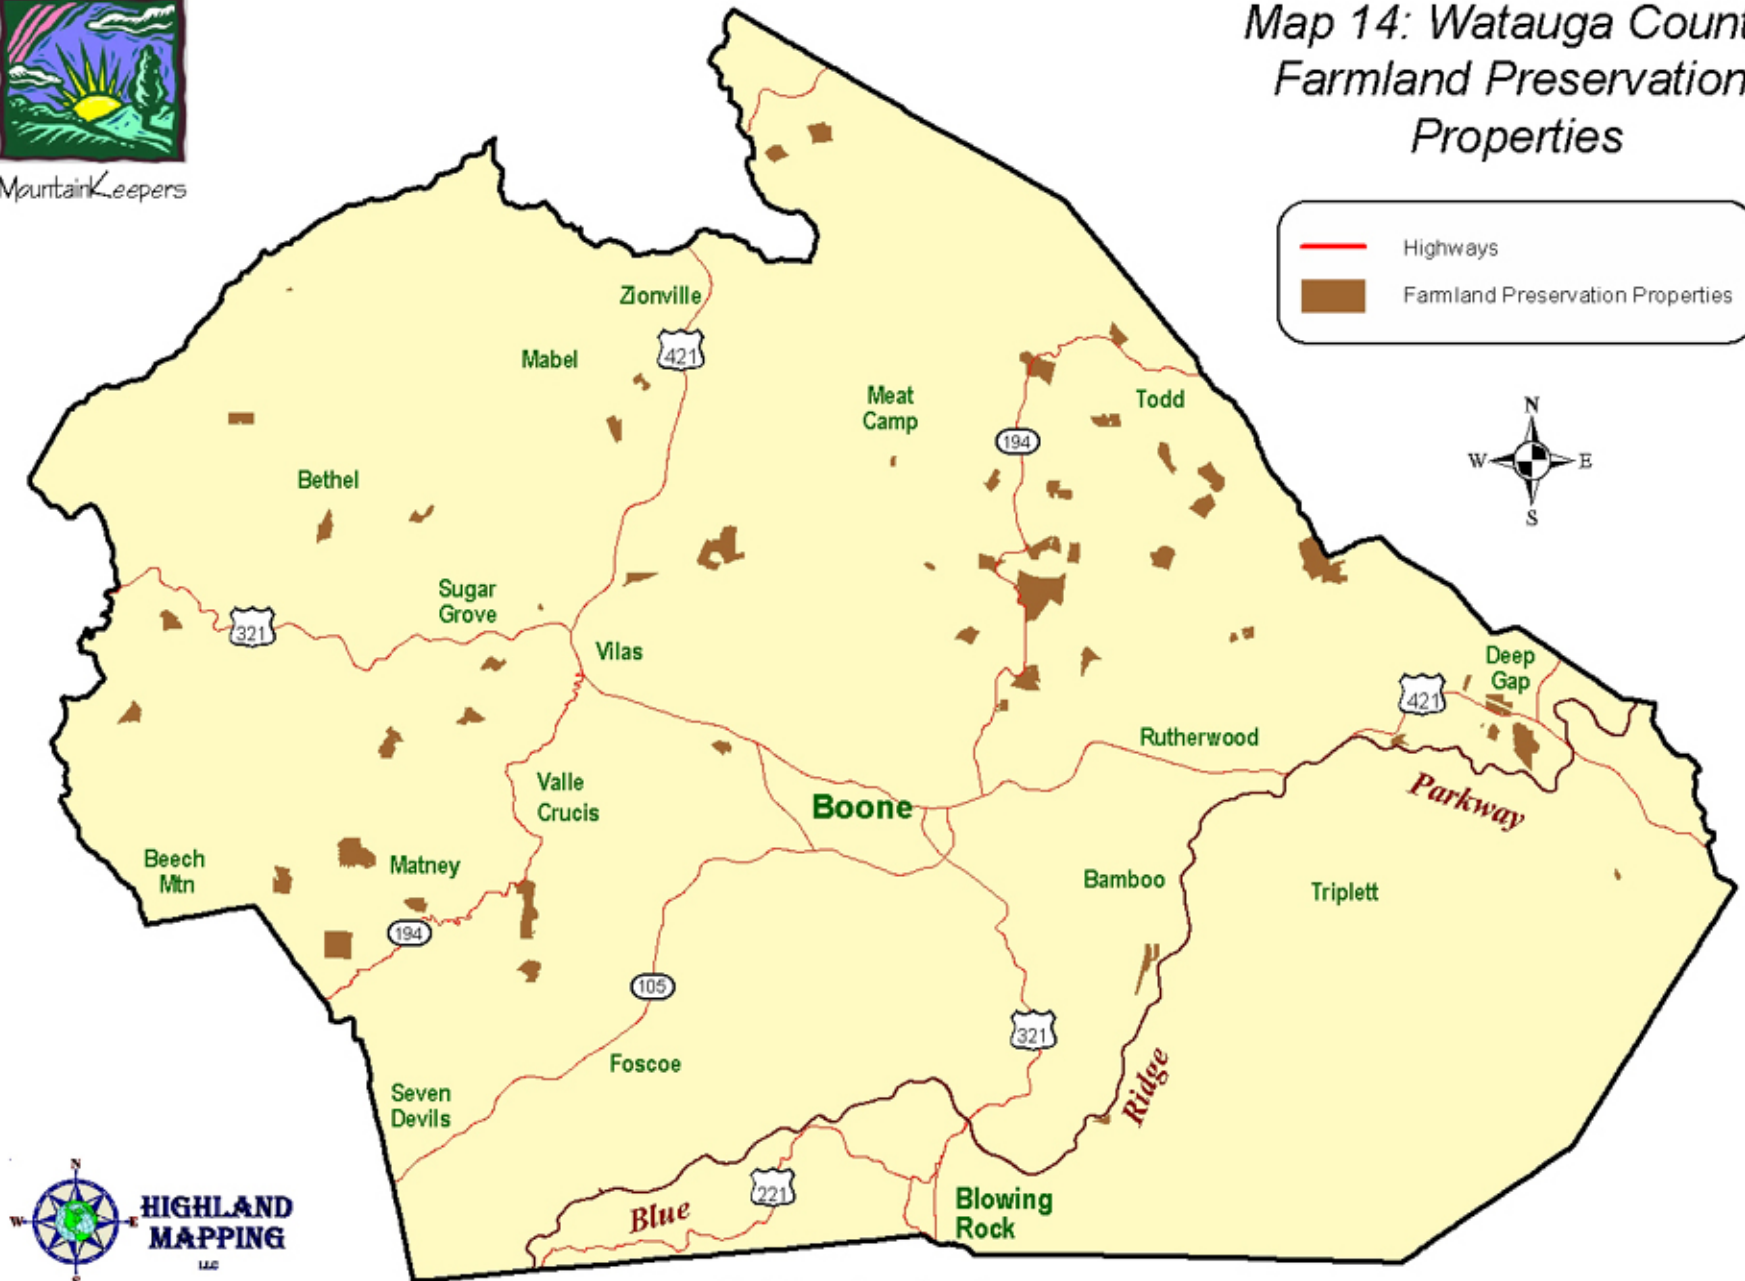 Map 14: Watauga Count
Farmland Preservation
Properties
MountainKeepers
Highways
Farmland Preservation Properties
N
W E
S
Zionville
421
Mabel
Meat
Camp
Todd
194
Bethel
Sugar
Grove
321
Vilas
Deep
Gap
421
Rutherwood
Valle
Crucis
Boone
Parkway
Beech
Mtn
Matney
Bamboo
Triplett
194
105
321
Foscoe
Ridge
Seven
Devils
221
Blue
Blowing
Rock
N
W E
S
HIGHLAND
MAPPING
LLC